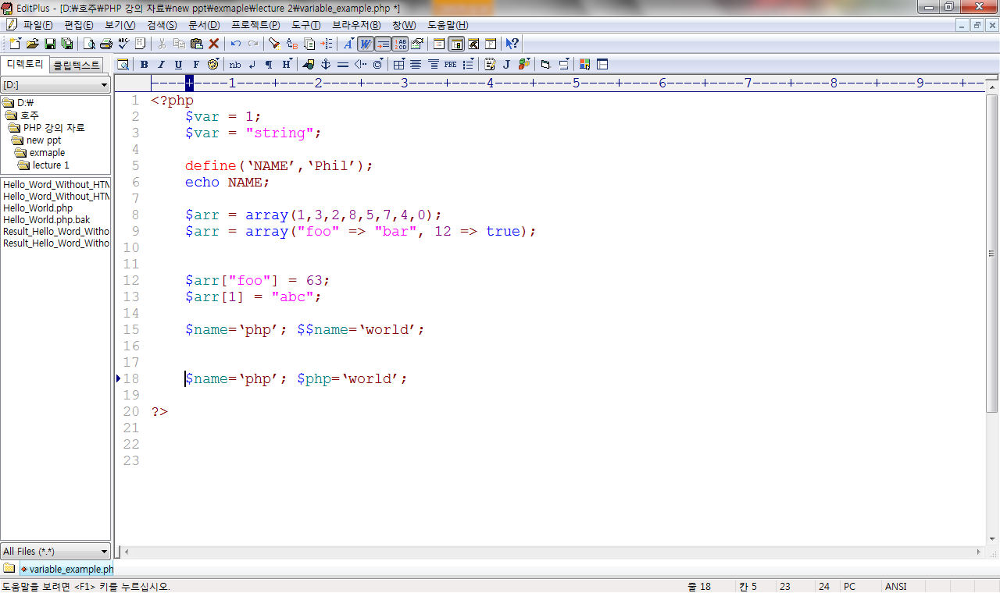 EditPlus - [D:₩호주₩PHP 강의 자료₩new ppt₩exmaple₩lecture 2₩variable_example.php *]
파일(F) 편집(E) 보기(V) 검색(S) 문서(D) 프로젝트(P) 도구(T) 브라우저(B) 창(W) 도움말(H)
B I U F nb ¶ H PRE J
디렉토리 클립텍스트
[D:]
D:₩
호주
PHP 강의 자료
new ppt
exmaple
lecture 1
Hello_Word_Without_HTM
Hello_Word_Without_HTM
Hello_World.php
Hello_World.php.bak
Result_Hello_Word_Witho
Result_Hello_Word_Witho
All Files (*.*)
variable_example.ph
----+----1----+----2----+----3----+----4----+----5----+----6----+----7----+----8----+----9----+--
1 <?php
2 $var = 1;
3 $var = "string";
4
5 define(‘NAME’,‘Phil’);
6 echo NAME;
7
8 $arr = array(1,3,2,8,5,7,4,0);
9 $arr = array("foo" => "bar", 12 => true);
10
11
12 $arr["foo"] = 63;
13 $arr[1] = "abc";
14
15 $name=‘php’; $$name=‘world’;
16
17
18 $name=‘php’; $php=‘world’;
19
20 ?>
21
22
23
도움말을 보려면 <F1> 키를 누르십시오. 줄 18 칸 5 23 24 PC ANSI